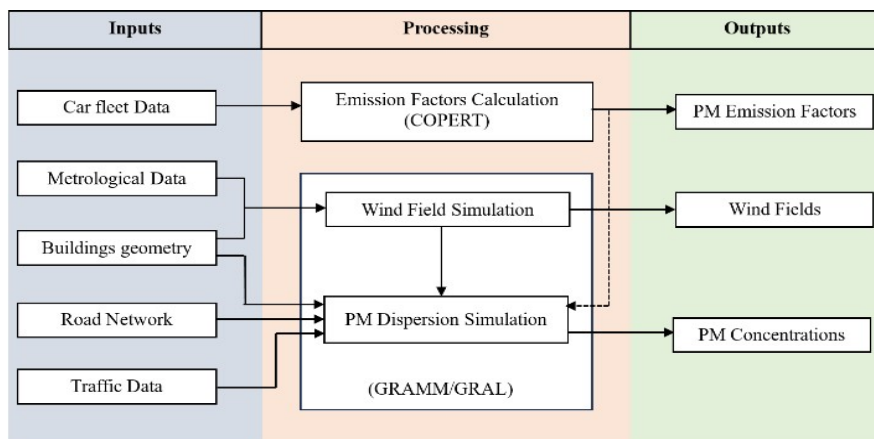 Inputs
Processing
Outputs
Car fleet Data
Emission Factors Calculation
(COPERT)
PM Emission Factors
Metrological Data
Wind Field Simulation
Wind Fields
Buildings geometry
Road Network
PM Dispersion Simulation
PM Concentrations
Traffic Data
(GRAMM/GRAL)